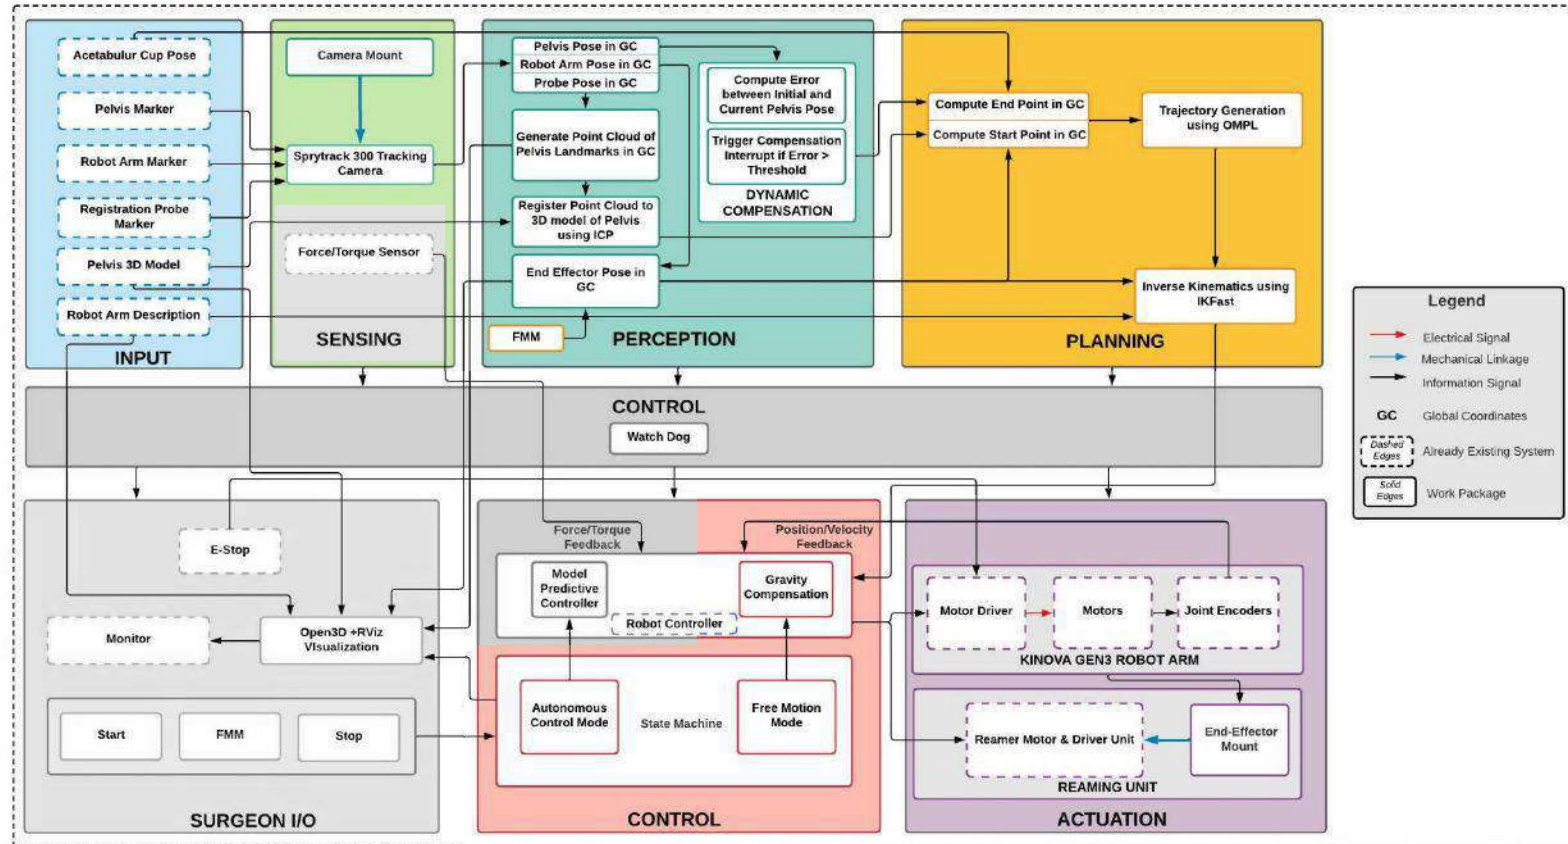 Acetabulur Cup Pose
Pelvis Marker
Robot Arm Marker
Registration Probe
Marker
Pelvis 3D Model
Robot Arm Description
INPUT
Camera Mount
Sprytrack 300 Tracking
Camera
Force/Torque Sensor
SENSING
Pelvis Pose in GC
Robot Arm Pose in GC
Probe Pose in GC
Generate Point Cloud of
Pelvis Landmarks in GC
Register Point Cloud to
3D model of Pelvis
using ICP
End Effector Pose in
GC
FMM
Compute Error
between Initial and
Current Pelvis Pose
Trigger Compensation
Interrupt if Error >
Threshold
DYNAMIC
COMPENSATION
PERCEPTION
Compute End Point in GC
Compute Start Point in GC
Trajectory Generation
using OMPL
Inverse Kinematics using
IKFast
PLANNING
CONTROL
Watch Dog
E-Stop
Monitor
Open3D +RViz
VIsualization
Start
FMM
Stop
SURGEON I/O
Force/Torque
Feedback
Position/Velocity
Feedback
Model
Predictive
Controller
Gravity
Compensation
Robot Controller
Autonomous
Control Mode
State Machine
Free Motion
Mode
CONTROL
Motor Driver
Motors
Joint Encoders
KINOVA GEN3 ROBOT ARM
Reamer Motor & Driver Unit
End-Effector
Mount
REAMING UNIT
ACTUATION
Legend
Electrical Signal
Mechanical Linkage
Information Signal
GC
Global Coordinates
Dashed
Edges
Already Existing System
Solid
Edges
Work Package